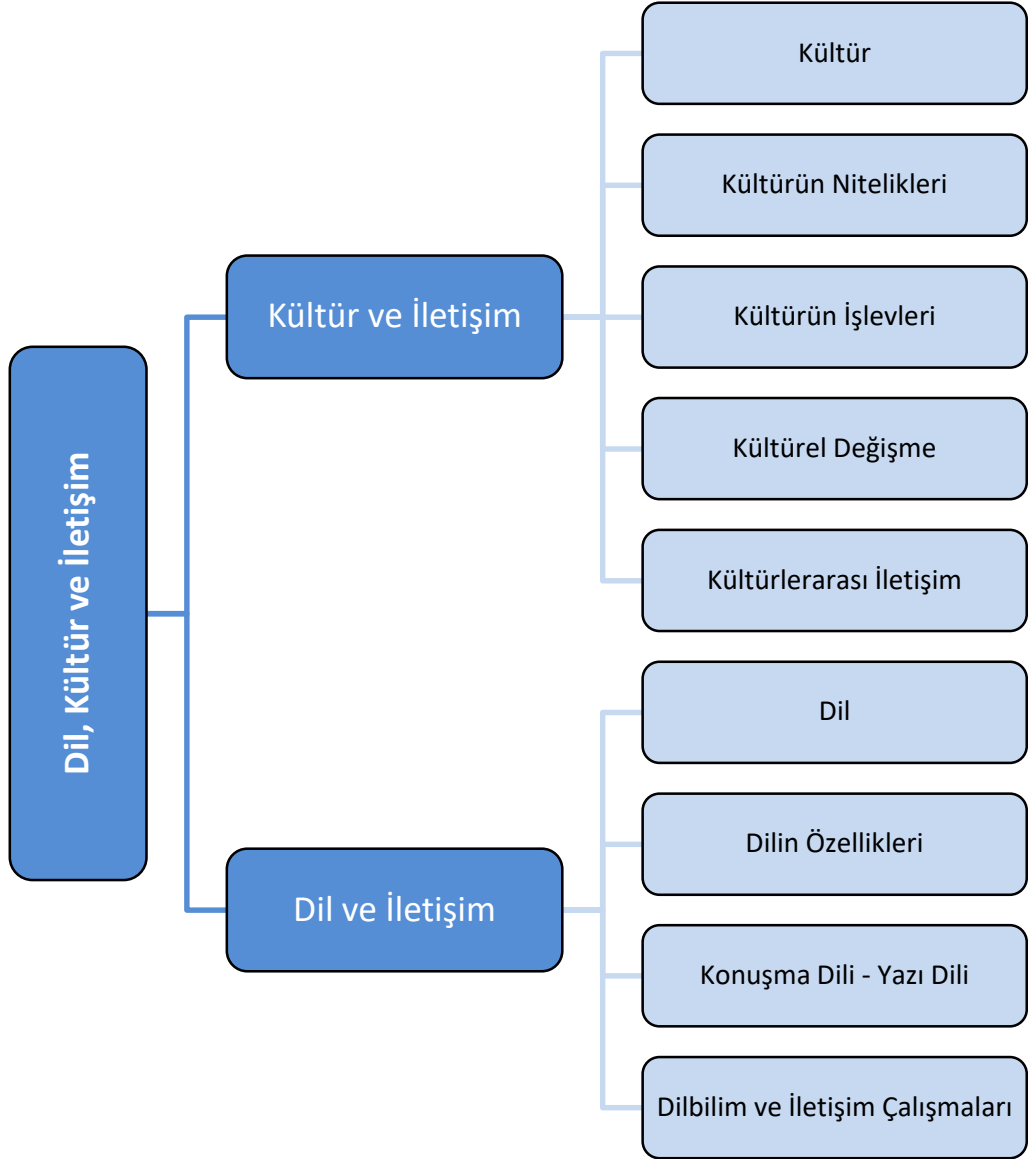 Dil, Kültür ve İletişim
Kültür ve İletişim
Kültür
Kültürün Nitelikleri
Kültürün İşlevleri
Kültürel Değişme
Kültürlerarası İletişim
Dil ve İletişim
Dil
Dilin Özellikleri
Konuşma Dili - Yazı Dili
Dilbilim ve İletişim Çalışmaları